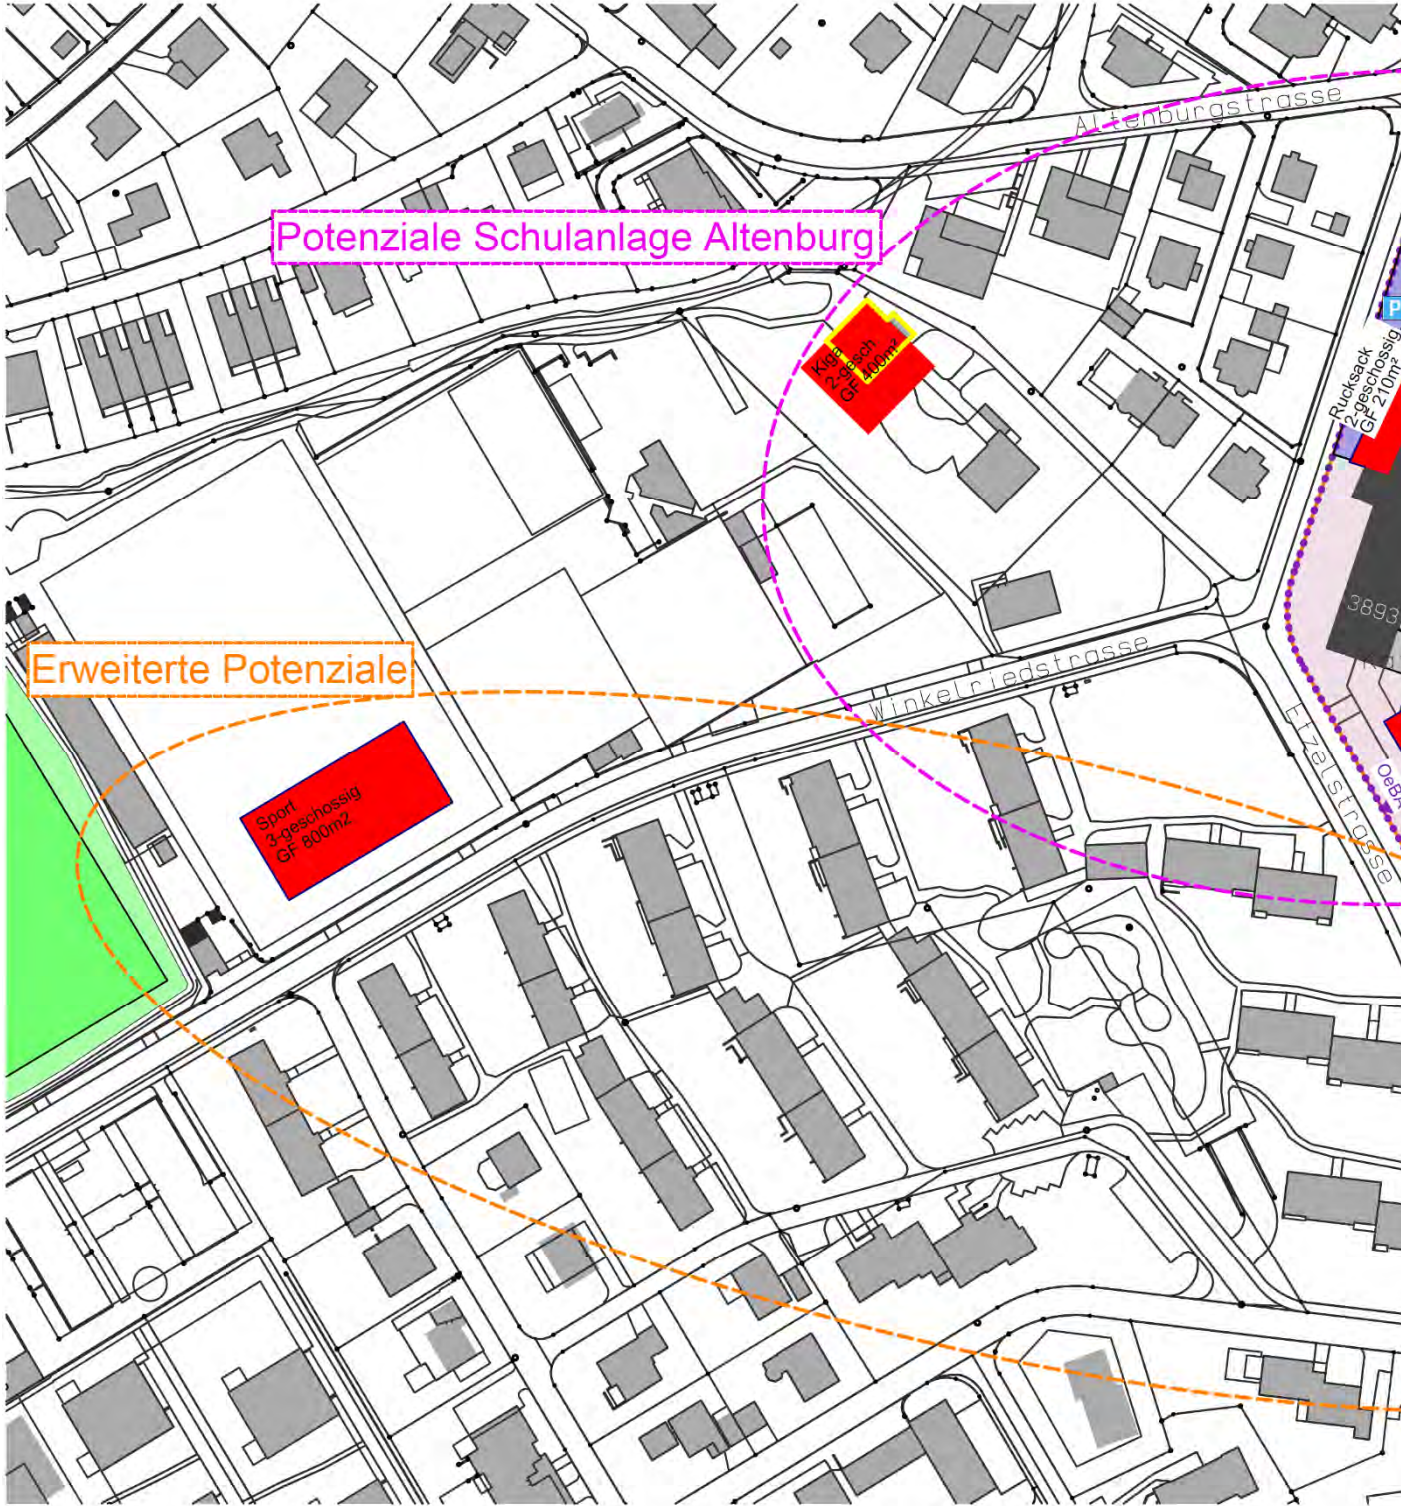 Altenburgstrasse
Potenziale Schulanlage Altenburg
P
Kiga
2-gesch
GF 400m²
Rucksack
2-geschossig
GF 210m²
3893
Erweiterte Potenziale
Winkelriedstrasse
Etzelstrasse
OeBA
Sport
3-geschossig
GF 800m2